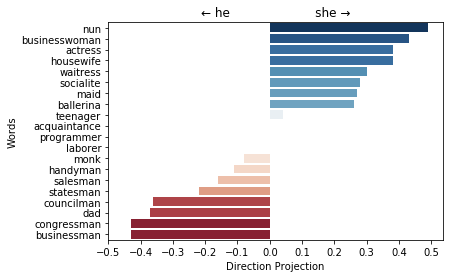 ← he she →
nun
businesswoman
actress
housewife
waitress
socialite
maid
ballerina
teenager
acquaintance
programmer
laborer
monk
handyman
salesman
statesman
councilman
dad
congressman
businessman
Words
−0.5 −0.4 −0.3 −0.2 −0.1 0.0 0.1 0.2 0.3 0.4 0.5
Direction Projection